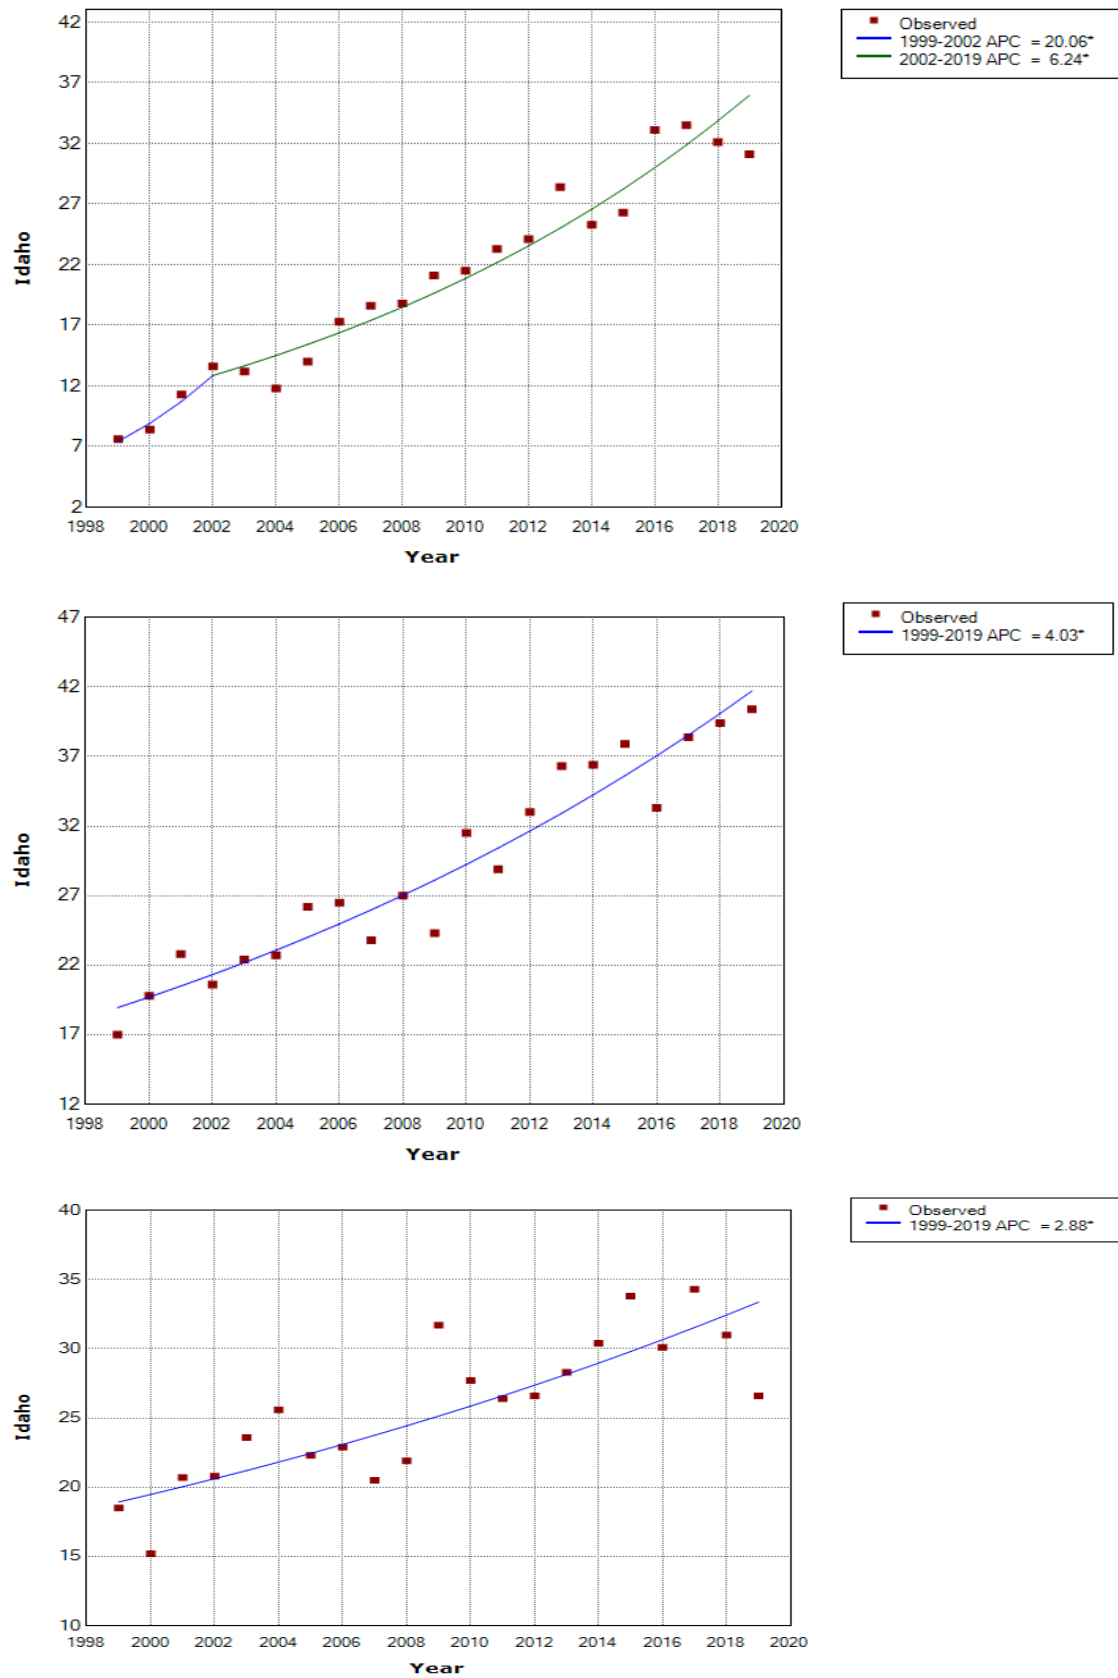 42
37
32
27
22
17
12
7
2
Idaho
1998 2000 2002 2004 2006 2008 2010 2012 2014 2016 2018 2020
Year
Observed
1999-2002 APC = 20.06*
2002-2019 APC = 6.24*
47
42
37
32
27
22
17
12
Idaho
1998 2000 2002 2004 2006 2008 2010 2012 2014 2016 2018 2020
Year
Observed
1999-2019 APC = 4.03*
40
35
30
25
20
15
10
Idaho
1998 2000 2002 2004 2006 2008 2010 2012 2014 2016 2018 2020
Year
Observed
1999-2019 APC = 2.88*